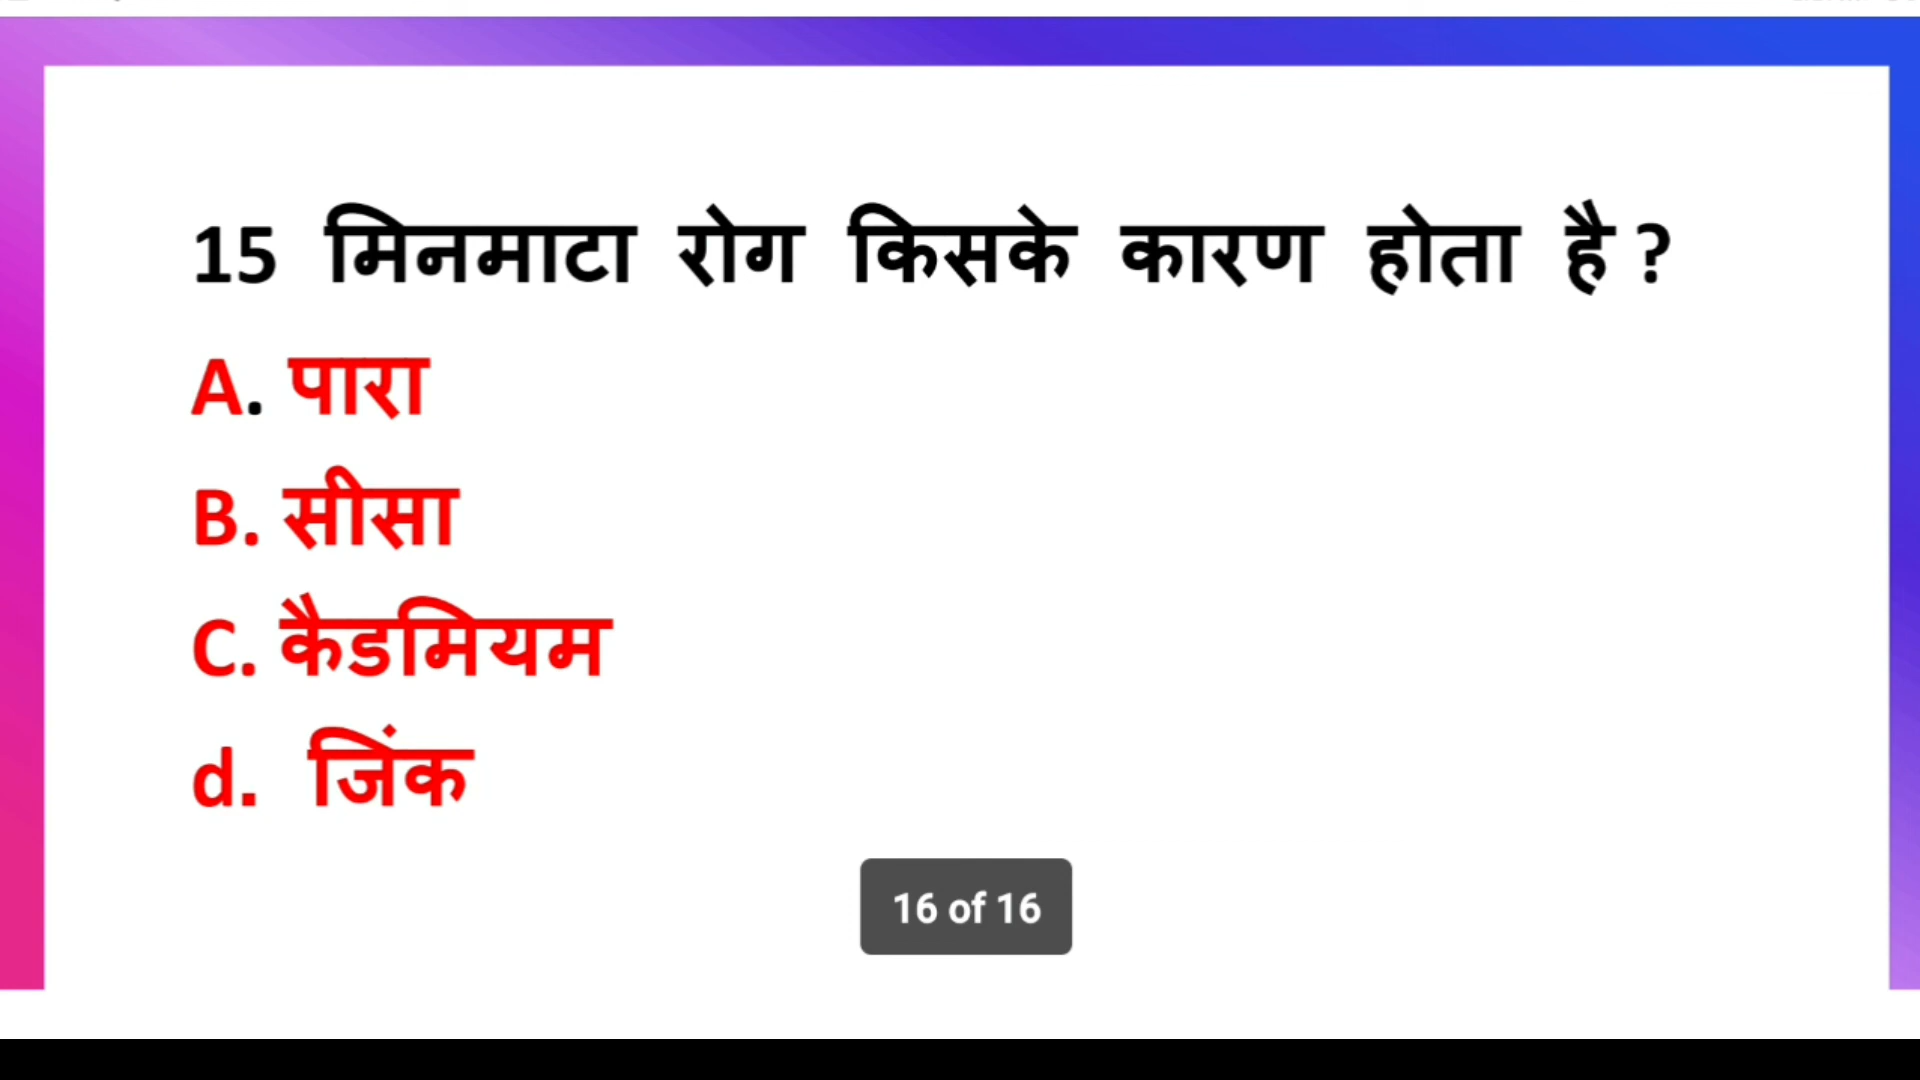 15 मिनमाटा रोग किसके कारण होता है ?
A. पारा
B. सीसा
C. कैडमियम
d. जिंक
16 of 16